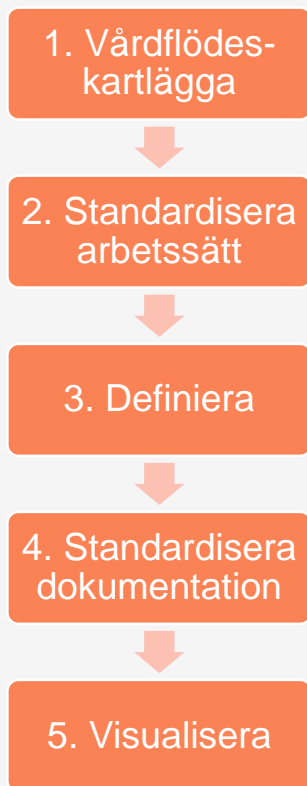 1. Vårdflödes-
kartlägga
2. Standardisera
arbetssätt
3. Definiera
4. Standardisera
dokumentation
5. Visualisera